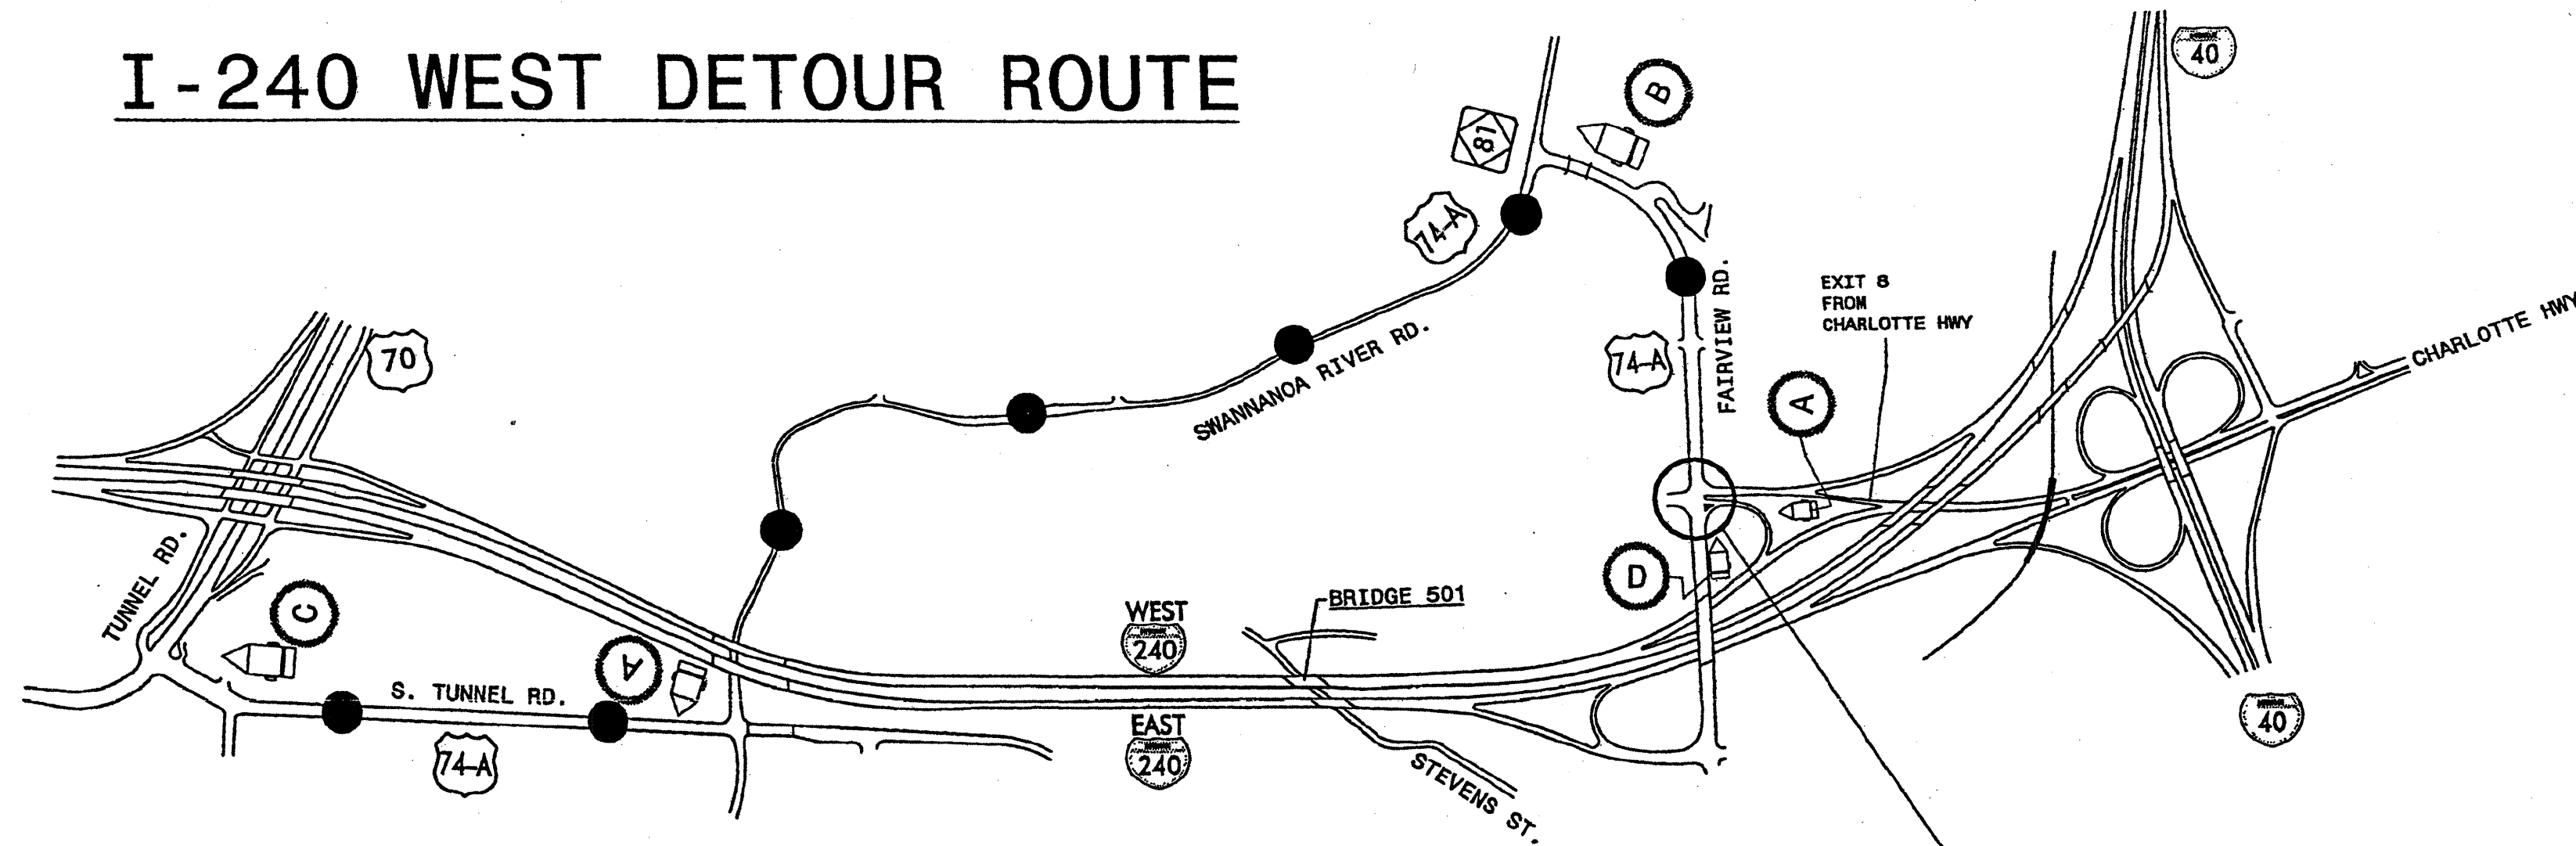 I-240 WEST DETOUR ROUTE
40
B
81
74-A
FAIRVIEW RD.
EXIT 8
FROM
CHARLOTTE HWY
CHARLOTTE HWY
70
74-A
SWANNANOA RIVER RD.
A
TUNNEL RD.
C
A
D
BRIDGE 501
WEST
240
S. TUNNEL RD.
74-A
EAST
240
STEVENS ST.
40